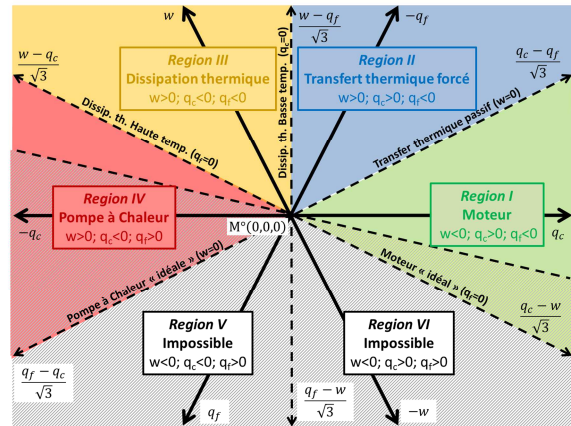 w
w − q_f
√3
−q_f
w − q_c
√3
q_c − q_f
√3
Region III
Dissipation thermique
w>0; q_c<0; q_f<0
Region II
Transfert thermique forcé
w>0; q_c>0; q_f<0
Dissip. th. Basse temp. (q_c=0)
Dissip. th. Haute temp. (q_f=0)
Transfer thermique passif (w=0)
Region IV
Pompe à Chaleur
w>0; q_c<0; q_f>0
Region I
Moteur
w<0; q_c>0; q_f<0
−q_c
M°(0,0,0)
q_c
Pompe à Chaleur « idéale » (w=0)
Moteur « idéal » (q_f=0)
Region V
Impossible
w<0; q_c<0; q_f>0
Region VI
Impossible
w<0; q_c>0; q_f>0
q_c − w
√3
q_f − q_c
√3
q_f
q_f − w
√3
−w